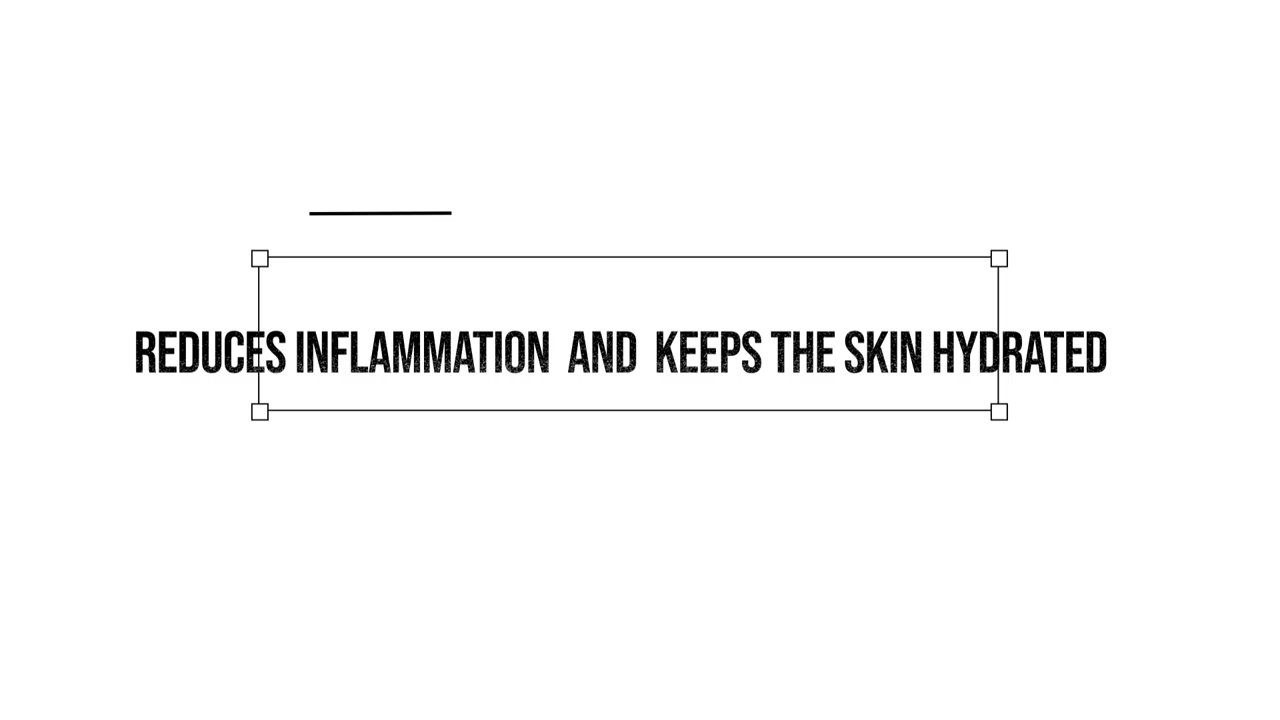 REDUCES INFLAMMATION AND KEEPS THE SKIN HYDRATED